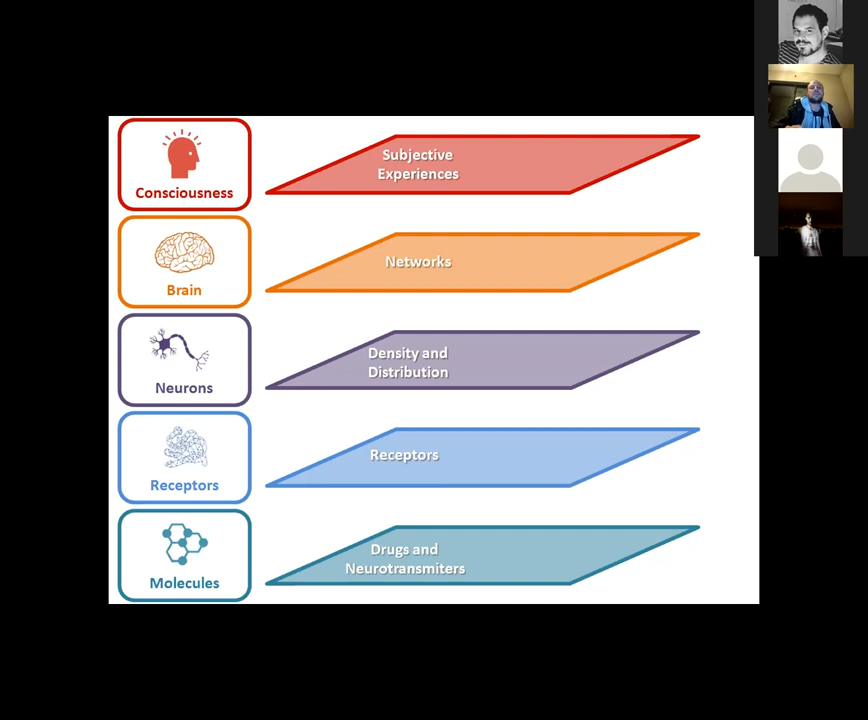 Consciousness
Subjective
Experiences
Brain
Networks
Neurons
Density and
Distribution
Receptors
Receptors
Molecules
Drugs and
Neurotransmiters